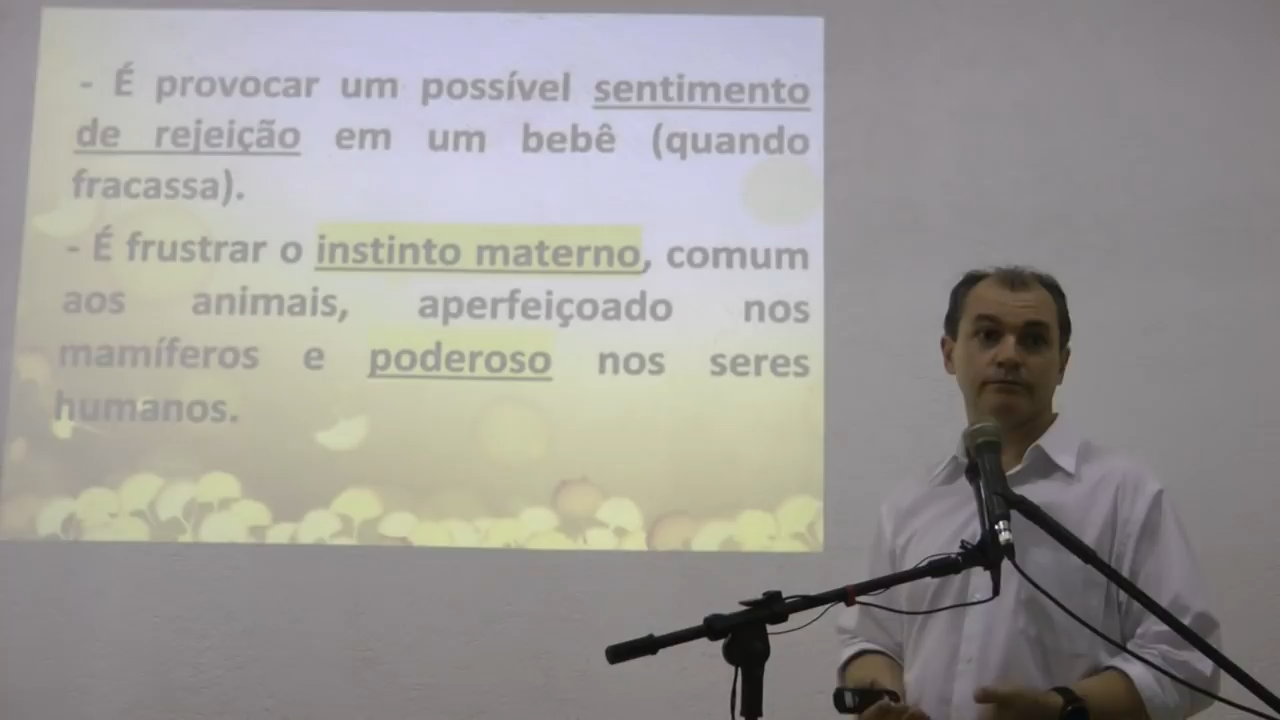 - É provocar um possível sentimento
de rejeição em um bebê (quando
fracassa).
- É frustrar o instinto materno, comum
aos animais, aperfeiçoado nos
mamíferos e poderoso nos seres
humanos.